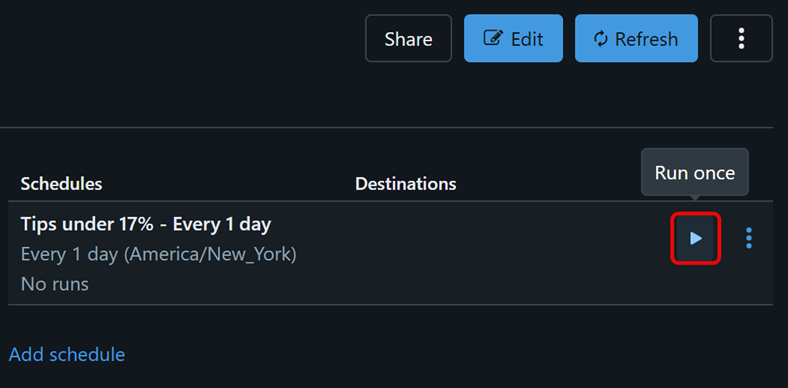 Share Edit Refresh
Run once
Schedules Destinations
Tips under 17% - Every 1 day
Every 1 day (America/New_York)
No runs
Add schedule